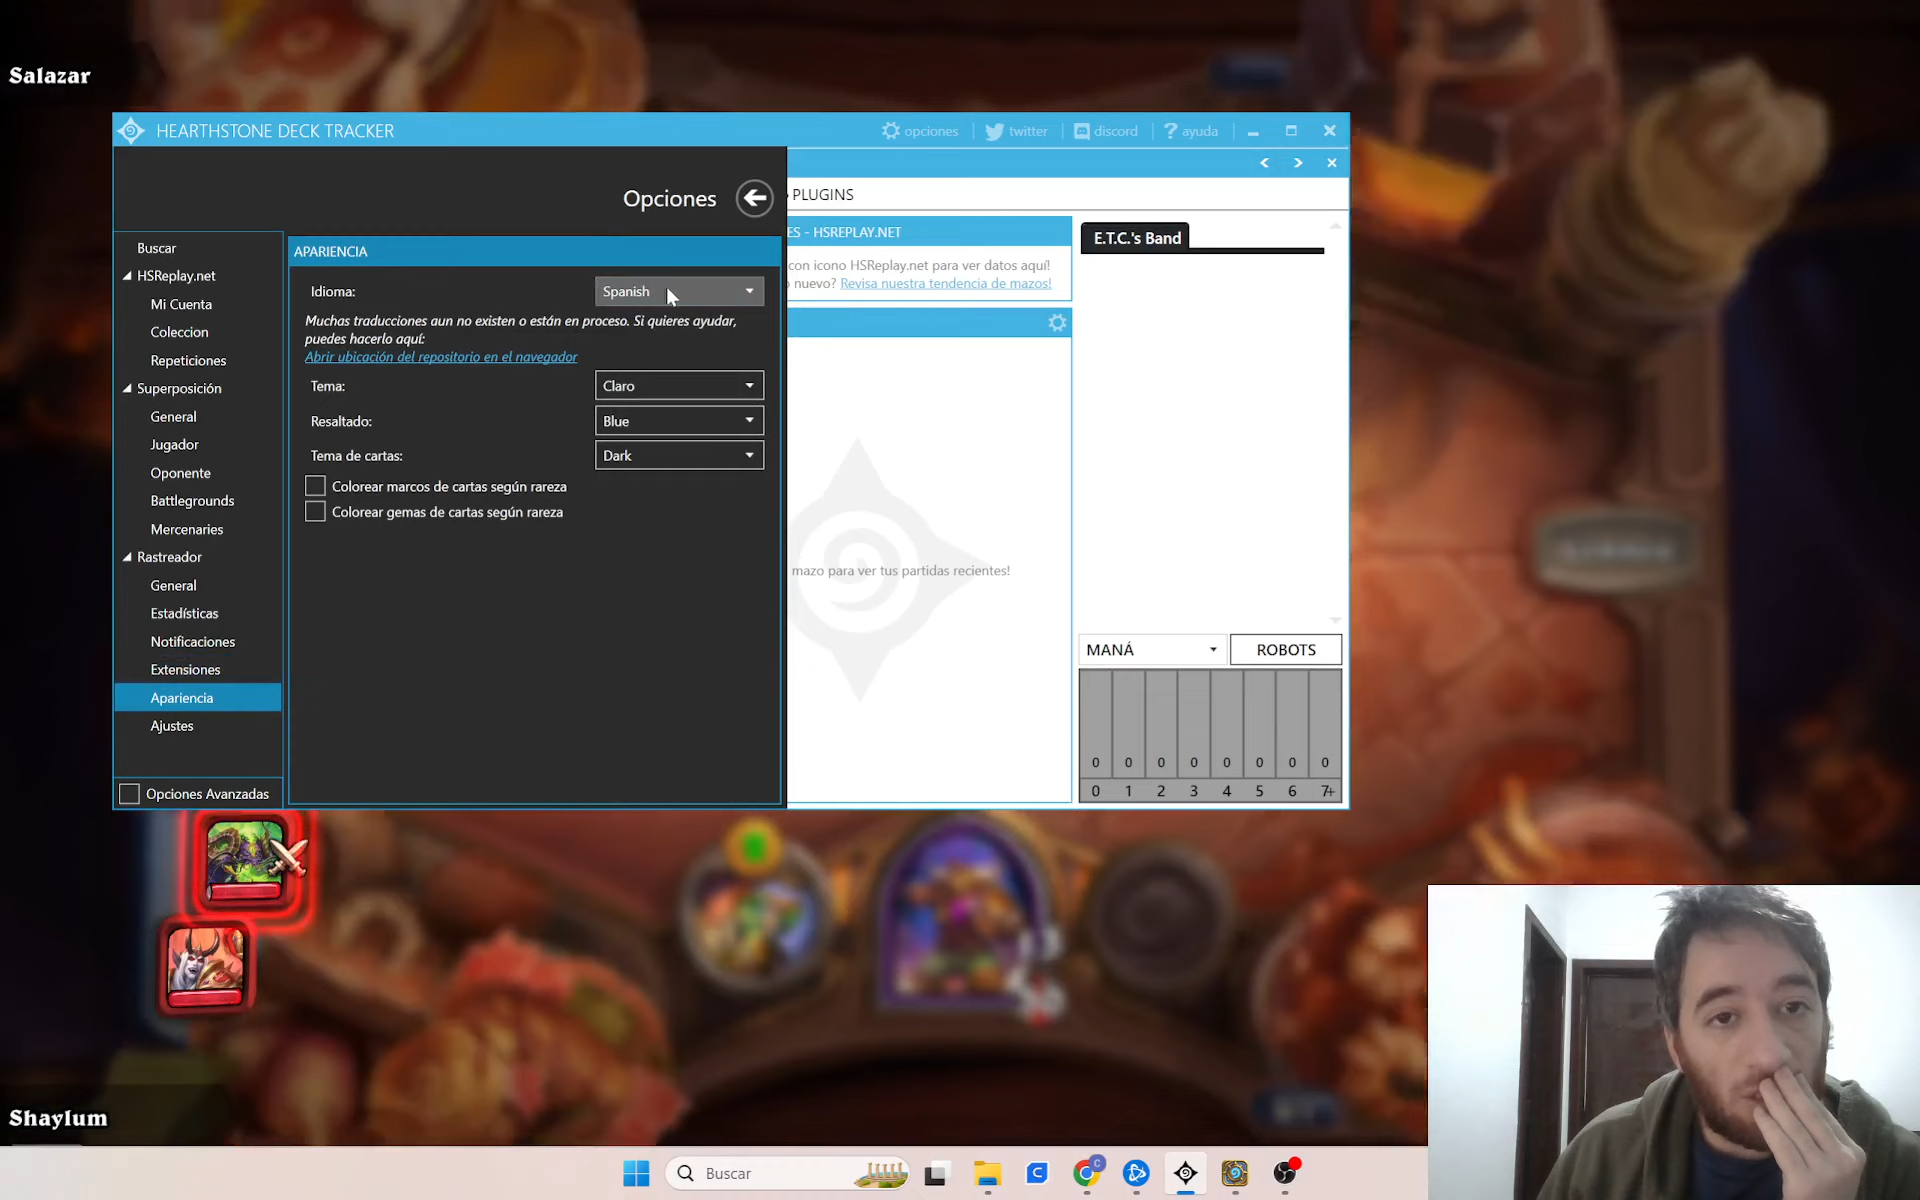 Salazar
HEARTHSTONE DECK TRACKER
opciones
twitter
discord
? ayuda
Opciones
PLUGINS
Buscar
HSReplay.net
Mi Cuenta
Coleccion
Repeticiones
Superposición
General
Jugador
Oponente
Battlegrounds
Mercenaries
Rastreador
General
Estadísticas
Notificaciones
Extensiones
Apariencia
Ajustes
Opciones Avanzadas
APARIENCIA
Idioma:
Spanish
Muchas traducciones aun no existen o están en proceso. Si quieres ayudar,
puedes hacerlo aquí:
Abrir ubicación del repositorio en el navegador
Tema:
Claro
Resaltado:
Blue
Tema de cartas:
Dark
Colorear marcos de cartas según rareza
Colorear gemas de cartas según rareza
ES - HSREPLAY.NET
con icono HSReplay.net para ver datos aquí!
o nuevo? Revisa nuestra tendencia de mazos!
mazo para ver tus partidas recientes!
E.T.C.'s Band
MANÁ
ROBOTS
0 0 0 0 0 0 0 0
0 1 2 3 4 5 6 7+
Shaylum
Buscar